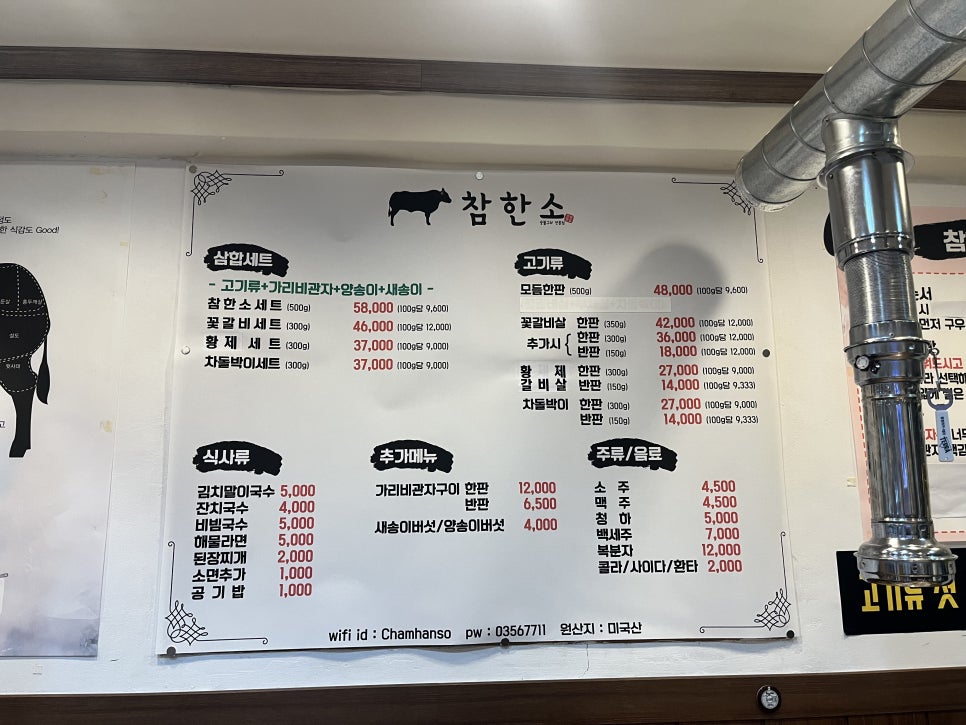 참한소
삼합세트
- 고기류+가리비관자+양송이+새송이 -
참한소세트 (500g) 58,000 (100g당 9,600)
꽃갈비세트 (300g) 46,000 (100g당 12,000)
황제세트 (300g) 37,000 (100g당 9,000)
차돌박이세트 (300g) 37,000 (100g당 9,000)
고기류
모듬한판 (500g) 48,000 (100g당 9,600)
꽃갈비살 한판 (350g) 42,000 (100g당 12,000)
추가시 { 한판 (300g) 36,000 (100g당 12,000)
반판 (150g) 18,000 (100g당 12,000)
황제 한판 (300g) 27,000 (100g당 9,000)
갈비살 반판 (150g) 14,000 (100g당 9,333)
차돌박이 한판 (300g) 27,000 (100g당 9,000)
반판 (150g) 14,000 (100g당 9,333)
식사류
김치말이국수 5,000
잔치국수 4,000
비빔국수 5,000
해물라면 5,000
된장찌개 2,000
소면추가 1,000
공기밥 1,000
추가메뉴
가리비관자구이 한판 12,000
반판 6,500
새송이버섯/양송이버섯 4,000
주류/음료
소주 4,500
맥주 4,500
청하 5,000
백세주 7,000
복분자 12,000
콜라/사이다/환타 2,000
wifi id : Chamhanso pw : 03567711 원산지 : 미국산
정도
한 식감도 Good!
설도
참
먼저 구우